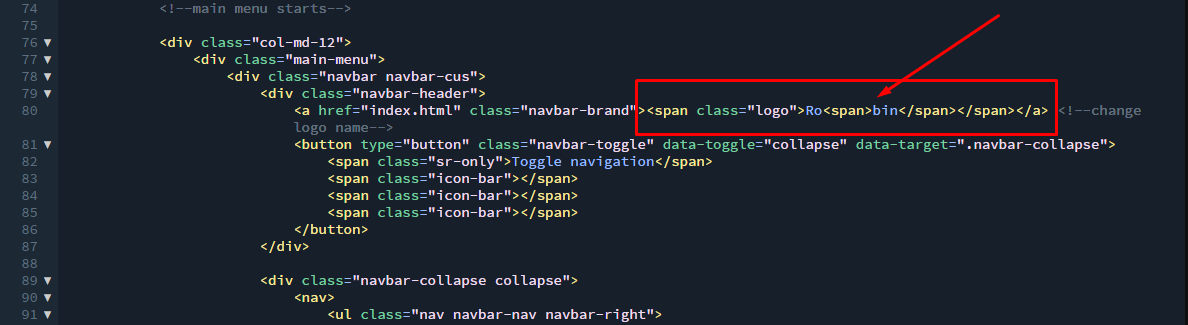 74 <!--main menu starts-->
75
76 ▼ <div class="col-md-12">
77 ▼ <div class="main-menu">
78 ▼ <div class="navbar navbar-cus">
79 ▼ <div class="navbar-header">
80 <a href="index.html" class="navbar-brand"><span class="logo">Ro<span>bin</span></span></a> <!--change
logo name-->
81 ▼ <button type="button" class="navbar-toggle" data-toggle="collapse" data-target=".navbar-collapse">
82 <span class="sr-only">Toggle navigation</span>
83 <span class="icon-bar"></span>
84 <span class="icon-bar"></span>
85 <span class="icon-bar"></span>
86 </button>
87 </div>
88
89 ▼ <div class="navbar-collapse collapse">
90 ▼ <nav>
91 ▼ <ul class="nav navbar-nav navbar-right">